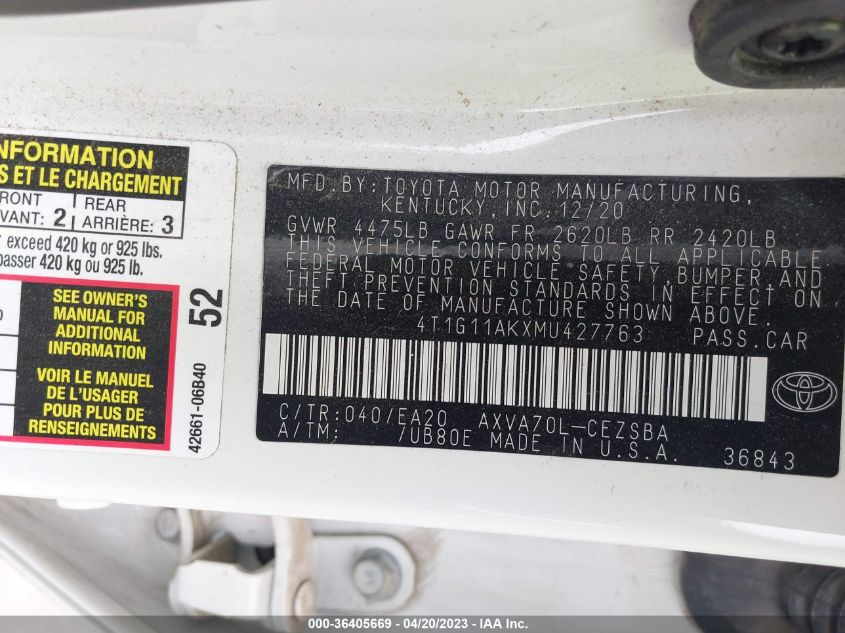 NFORMATION
S ET LE CHARGEMENT
FRONT
VANT: 2
REAR
ARRIÈRE: 3
exceed 420 kg or 925 lbs.
passer 420 kg ou 925 lb.
SEE OWNER'S
MANUAL FOR
ADDITIONAL
INFORMATION
VOIR LE MANUEL
DE L'USAGER
POUR PLUS DE
RENSEIGNEMENTS
52
42661-06B40
MFD BY: TOYOTA MOTOR MANUFACTURING,
KENTUCKY, INC. 12/20
GVWR 4475LB GAWR FR 2620LB RR 2420LB
THIS VEHICLE CONFORMS TO ALL APPLICABLE
FEDERAL MOTOR VEHICLE SAFETY, BUMPER, AND
THEFT PREVENTION STANDARDS IN EFFECT ON
THE DATE OF MANUFACTURE SHOWN ABOVE.
4T1G11AKXMU427763 PASS. CAR
C/TR: 040/EA20 AXVA70L-CEZSBA
A/TM: /UB80E MADE IN U.S.A. 36843
TOYOTA
000-36405669 - 04/20/2023 - IAA Inc.